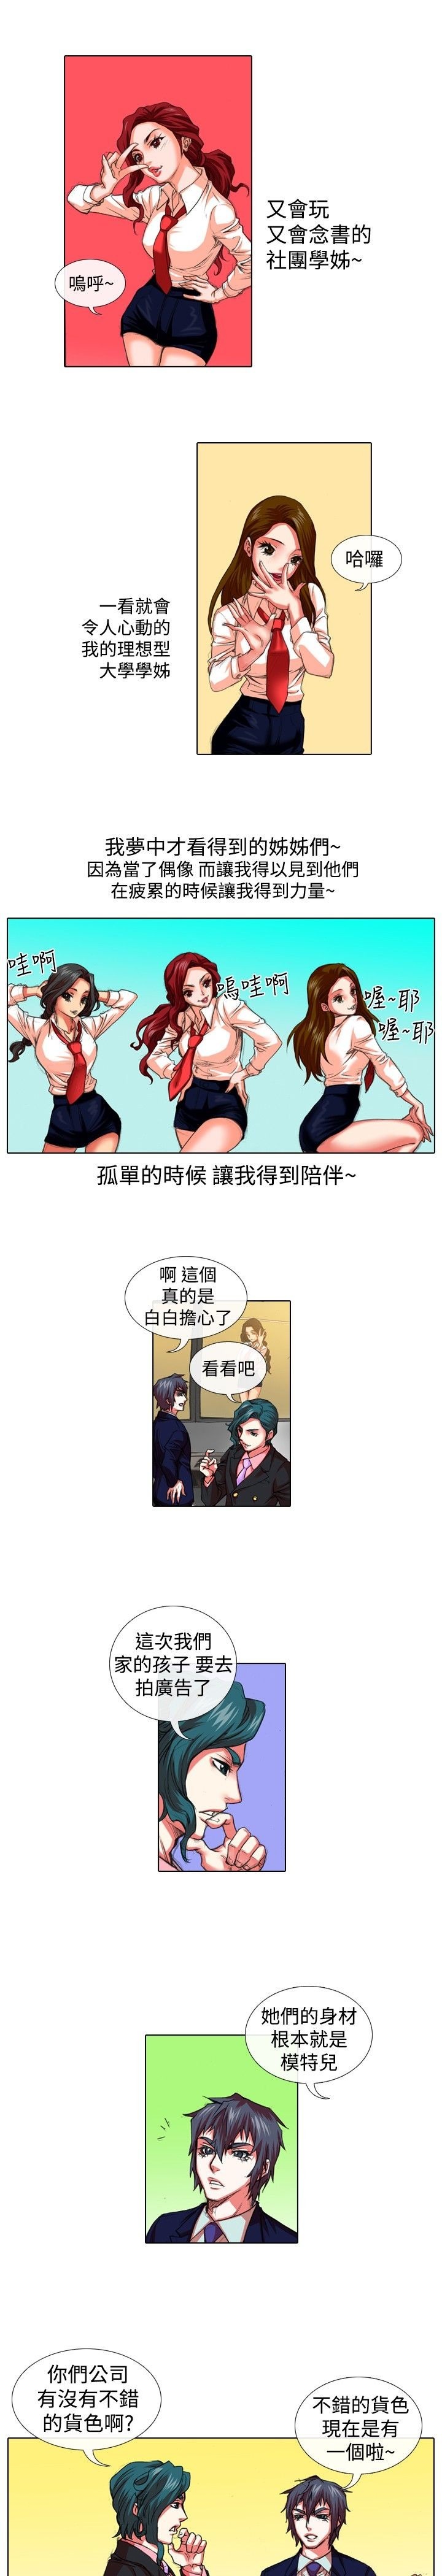 又會玩
又會念書的
社團學姊~
嗚呼~
哈囉
一看就會
令人心動的
我的理想型
大學學姊
我夢中才看得到的姊姊們~
因為當了偶像 而讓我得以見到他們
在疲累的時候讓我得到力量~
哇啊
嗚哇啊
喔~耶
喔~耶
孤單的時候 讓我得到陪伴~
啊 這個
真的是
白白擔心了
看看吧
這次我們
家的孩子 要去
拍廣告了
她們的身材
根本就是
模特兒
你們公司
有沒有不錯
的貨色啊?
不錯的貨色
現在是有
一個啦~